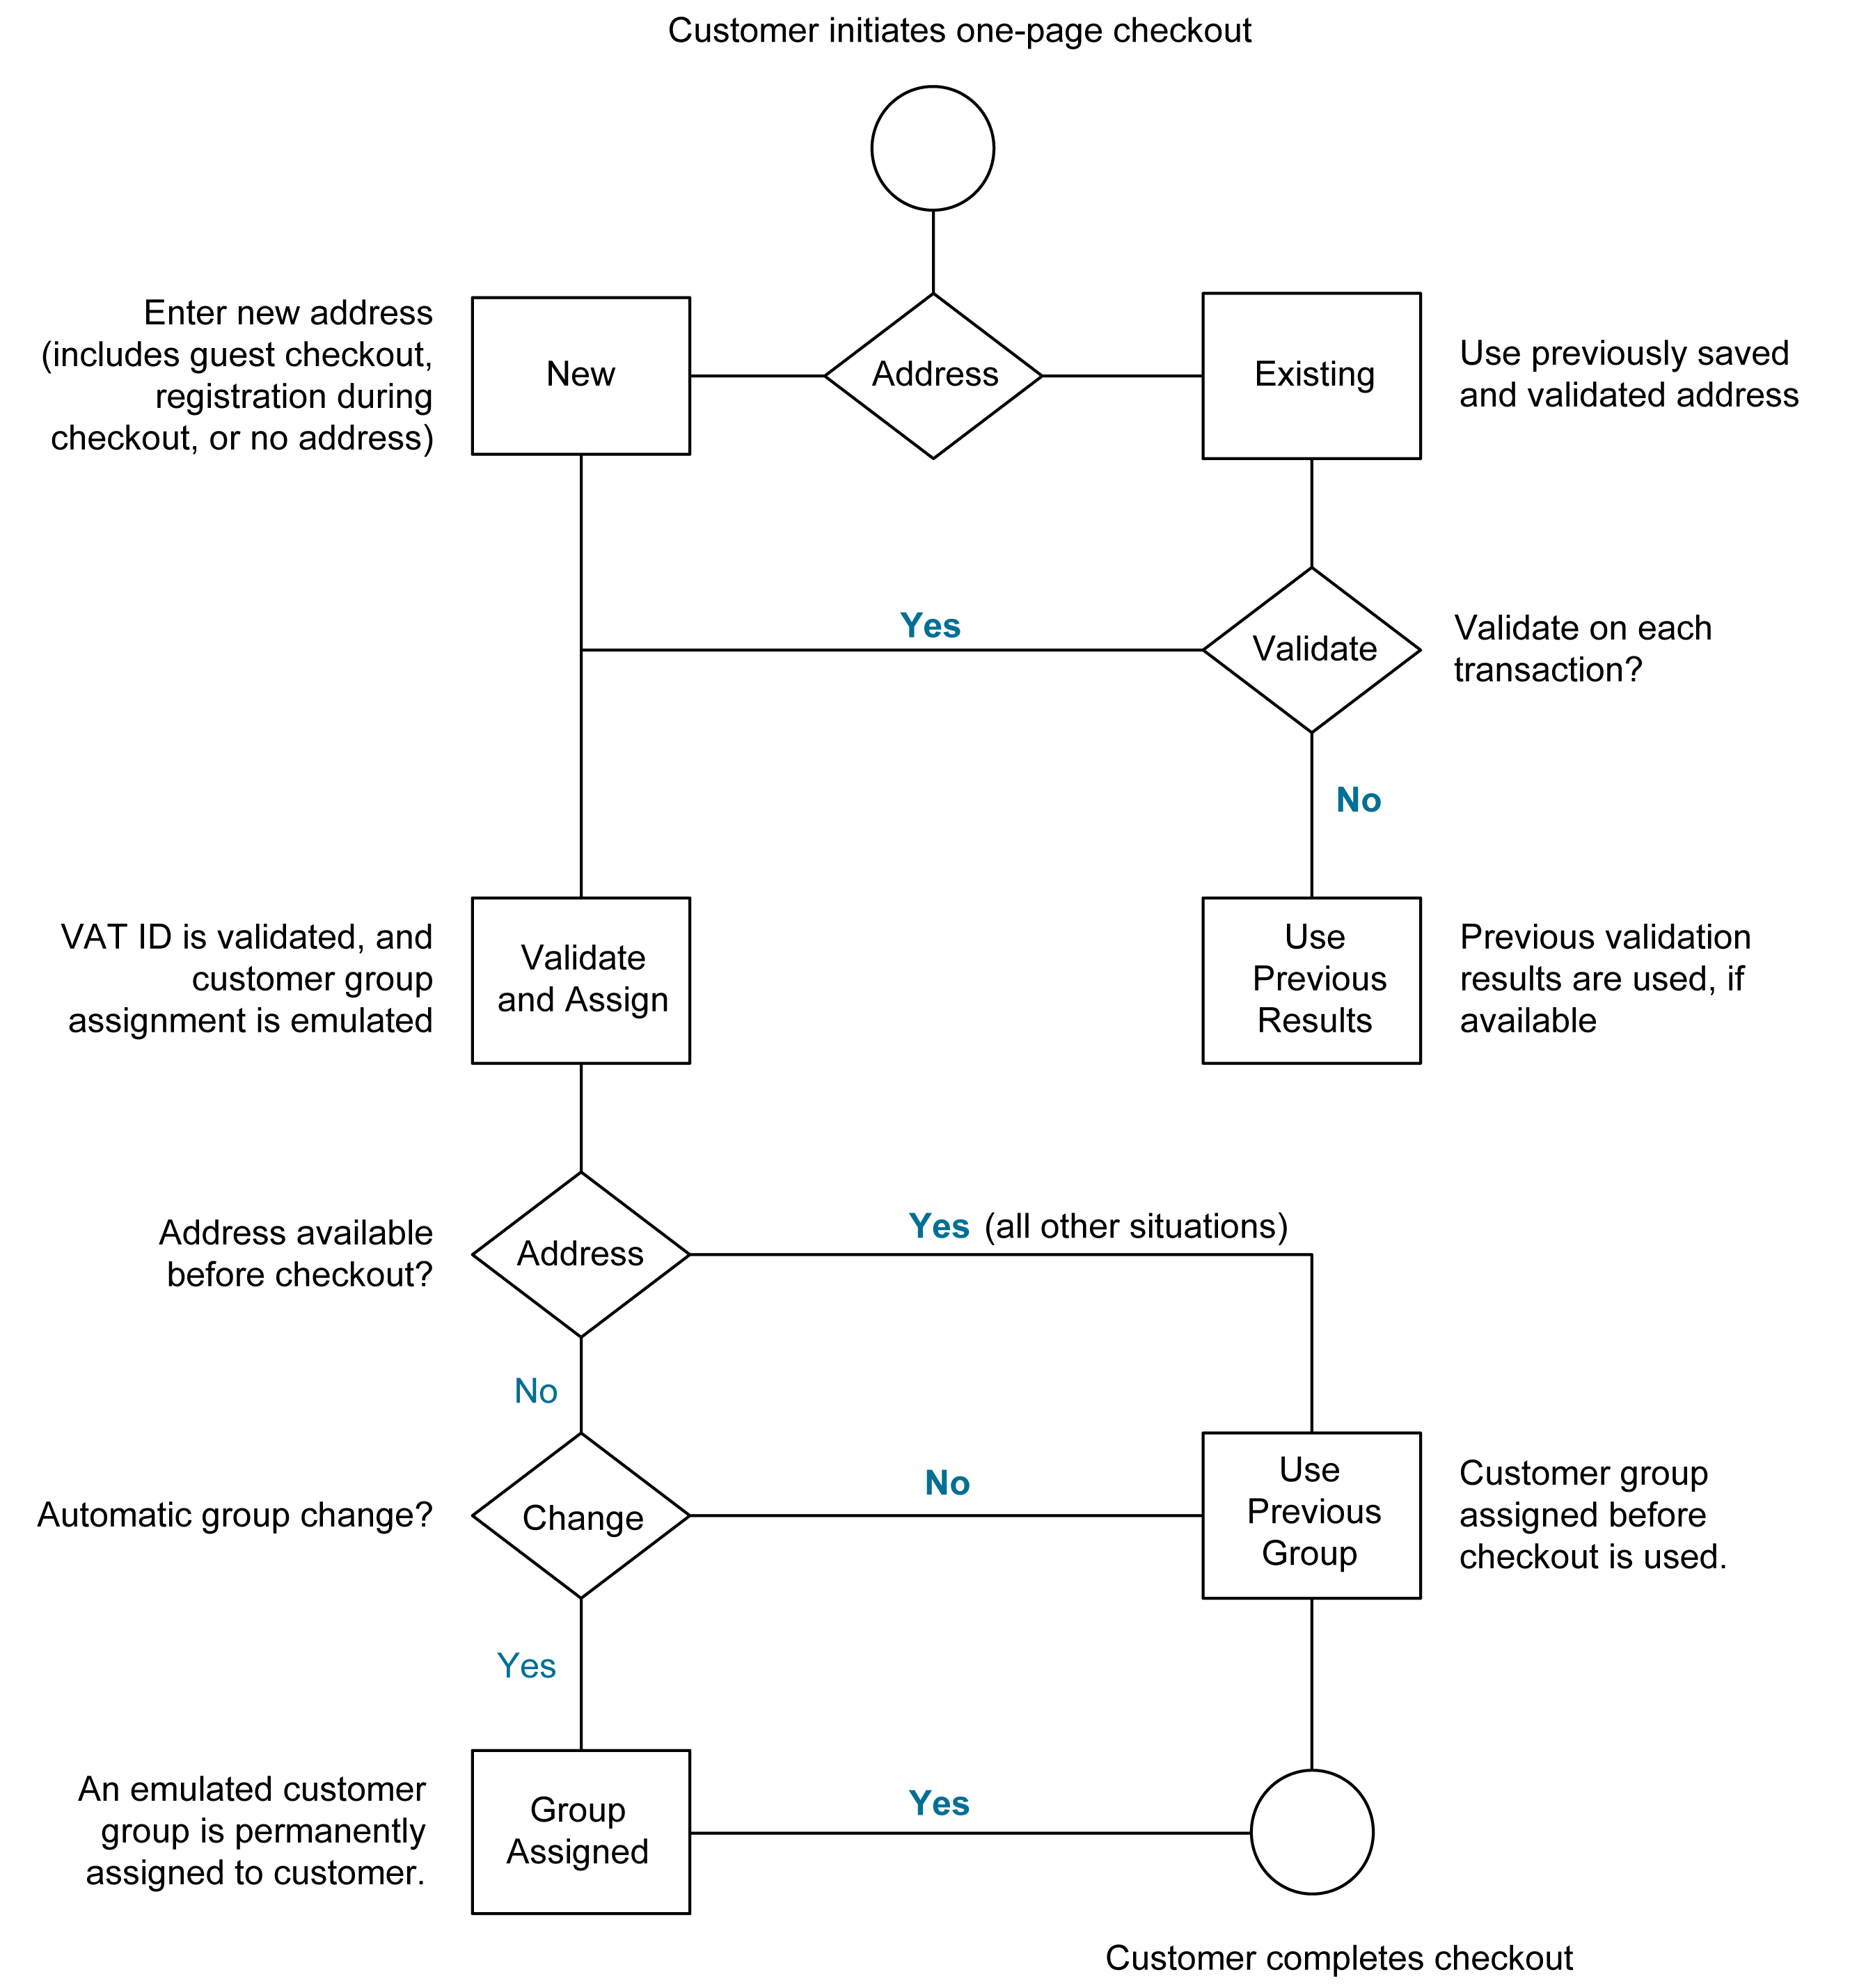 Customer initiates one-page checkout
Enter new address
(includes guest checkout,
registration during
checkout, or no address)
New
Address
Existing
Use previously saved
and validated address
Yes
Validate
Validate on each
transaction?
No
VAT ID is validated, and
customer group
assignment is emulated
Validate
and Assign
Use
Previous
Results
Previous validation
results are used, if
available
Address available
before checkout?
Address
Yes (all other situations)
No
Automatic group change?
Change
No
Use
Previous
Group
Customer group
assigned before
checkout is used.
Yes
An emulated customer
group is permanently
assigned to customer.
Group
Assigned
Yes
Customer completes checkout